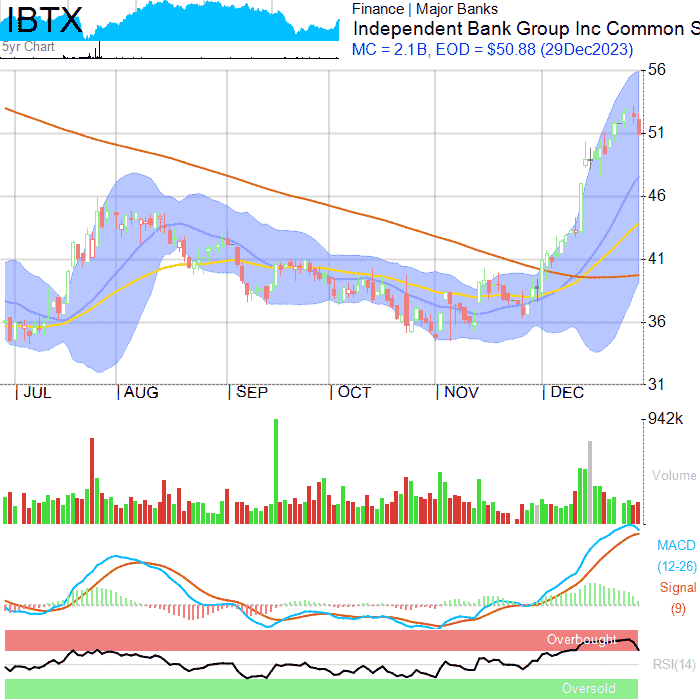 IBTX
5yr Chart
Finance | Major Banks
Independent Bank Group Inc Common S
MC = 2.1B, EOD = $50.88 (29Dec2023)
56
51
46
41
36
31
JUL AUG SEP OCT NOV DEC
942k
Volume
MACD
(12-26)
Signal
(9)
Overbought
RSI(14)
Oversold